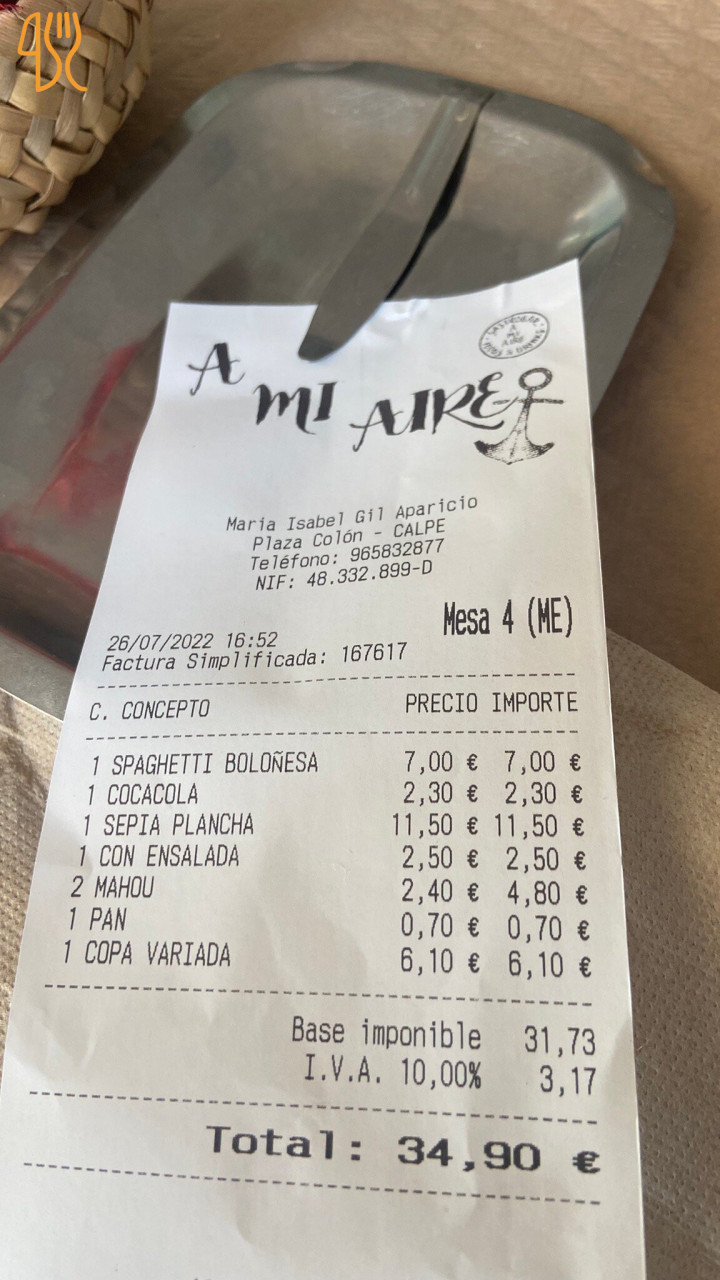 A
MI AIRE
Maria Isabel Gil Aparicio
Plaza Colón - CALPE
Teléfono: 965832877
NIF: 48.332.899-D
Mesa 4 (ME)
26/07/2022 16:52
Factura Simplificada: 167617
C. CONCEPTO PRECIO IMPORTE
1 SPAGHETTI BOLOÑESA 7,00 € 7,00 €
1 COCACOLA 2,30 € 2,30 €
1 SEPIA PLANCHA 11,50 € 11,50 €
1 CON ENSALADA 2,50 € 2,50 €
2 MAHOU 2,40 € 4,80 €
1 PAN 0,70 € 0,70 €
1 COPA VARIADA 6,10 € 6,10 €
Base imponible 31,73
I.V.A. 10,00% 3,17
Total: 34,90 €